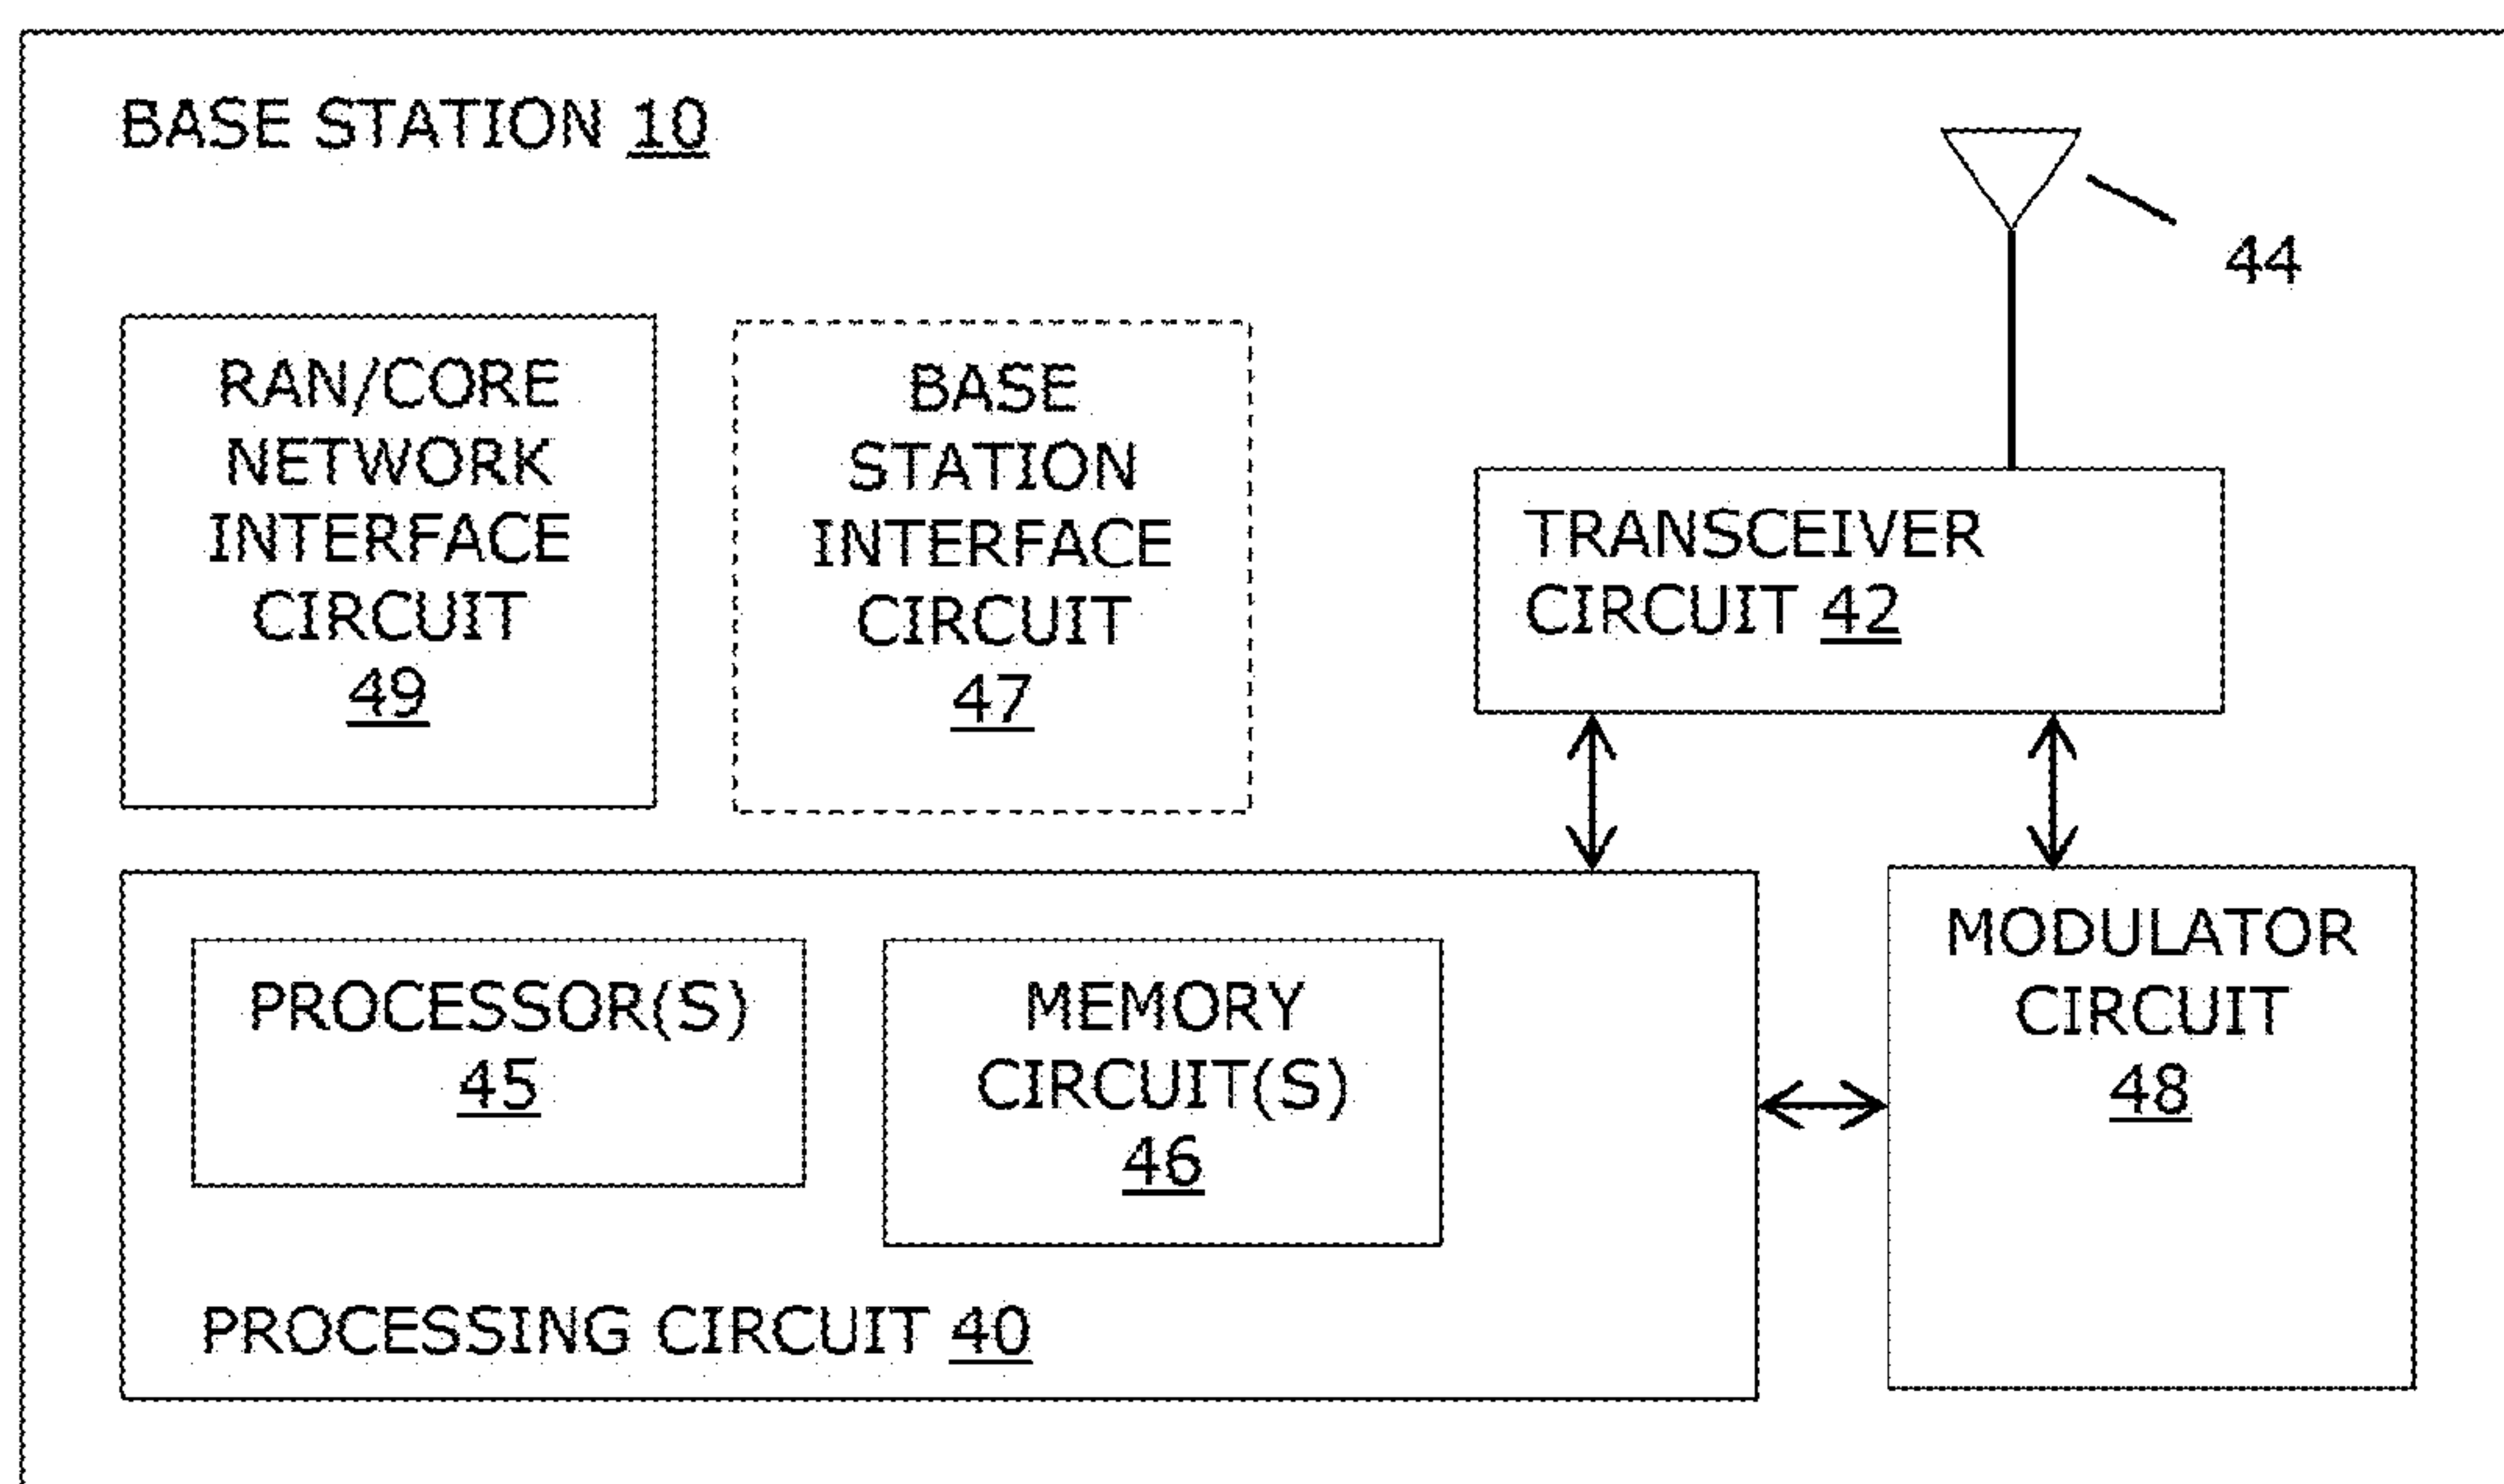 BASE STATION 10
44
RAN/CORE
NETWORK
INTERFACE
CIRCUIT
49
BASE
STATION
INTERFACE
CIRCUIT
47
TRANSCEIVER
CIRCUIT 42
PROCESSOR(S)
45
MEMORY
CIRCUIT(S)
46
PROCESSING CIRCUIT 40
MODULATOR
CIRCUIT
48